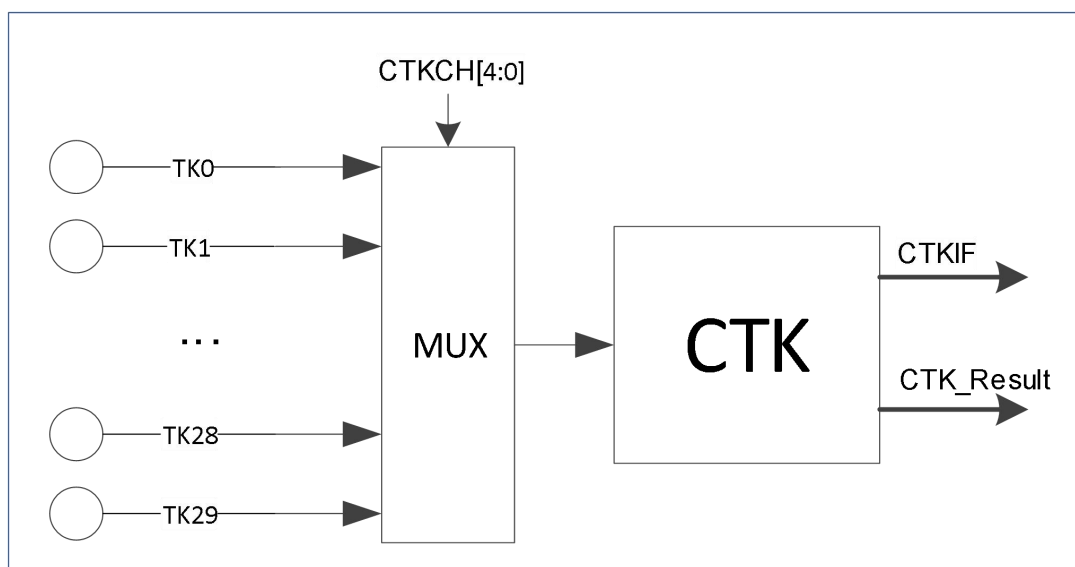 CTKCH[4:0]
TK0
TK1
...
TK28
TK29
MUX
CTK
CTKIF
CTK_Result